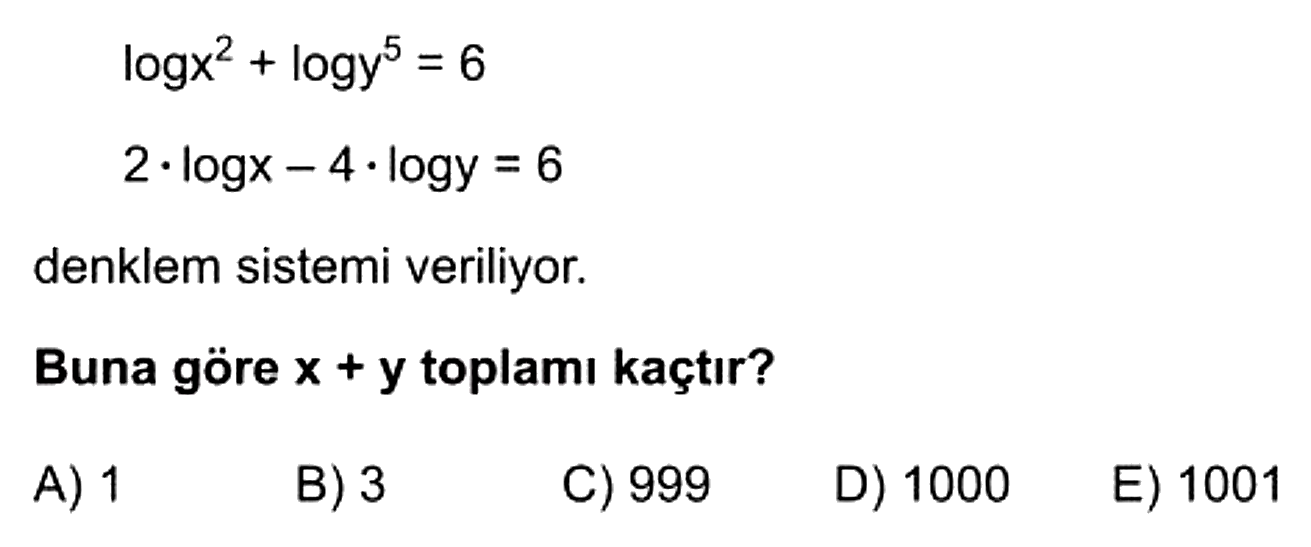 logx² + logy⁵ = 6
2 · logx – 4 · logy = 6
denklem sistemi veriliyor.
Buna göre x + y toplamı kaçtır?
A) 1 B) 3 C) 999 D) 1000 E) 1001